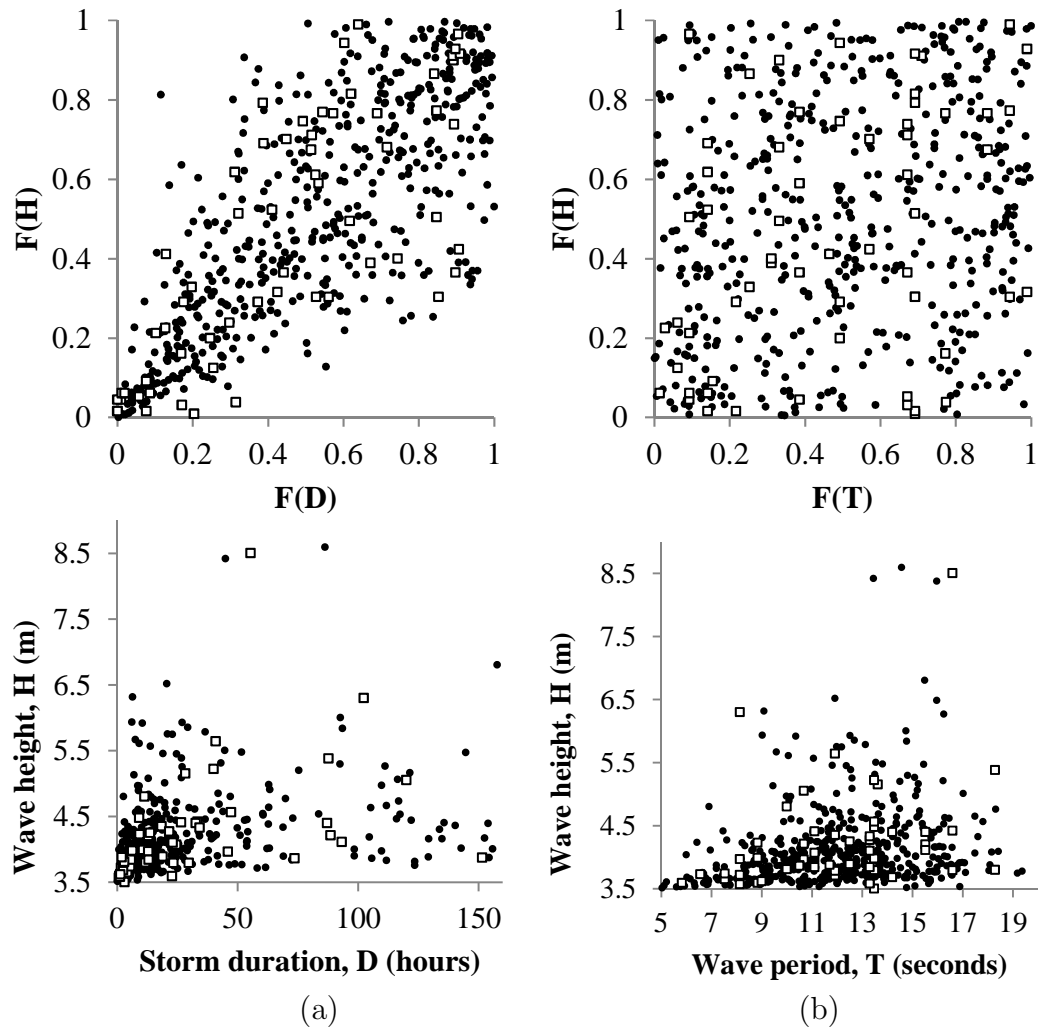 1
0.8
0.6
0.4
0.2
0
F(H)
0 0.2 0.4 0.6 0.8 1
F(D)
1
0.8
0.6
0.4
0.2
0
F(H)
0 0.2 0.4 0.6 0.8 1
F(T)
8.5
7.5
6.5
5.5
4.5
3.5
Wave height, H (m)
0 50 100 150
Storm duration, D (hours)
(a)
8.5
7.5
6.5
5.5
4.5
3.5
Wave height, H (m)
5 7 9 11 13 15 17 19
Wave period, T (seconds)
(b)